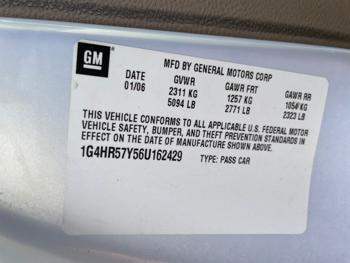 GM
MFD BY GENERAL MOTORS CORP
DATE GVWR GAWR FRT GAWR RR
01/06 2311 KG 1257 KG 1054 KG
5094 LB 2771 LB 2323 LB
THIS VEHICLE CONFORMS TO ALL APPLICABLE U.S. FEDERAL MOTOR
VEHICLE SAFETY, BUMPER, AND THEFT PREVENTION STANDARDS IN
EFFECT ON THE DATE OF MANUFACTURE SHOWN ABOVE.
1G4HR57Y56U162429 TYPE: PASS CAR